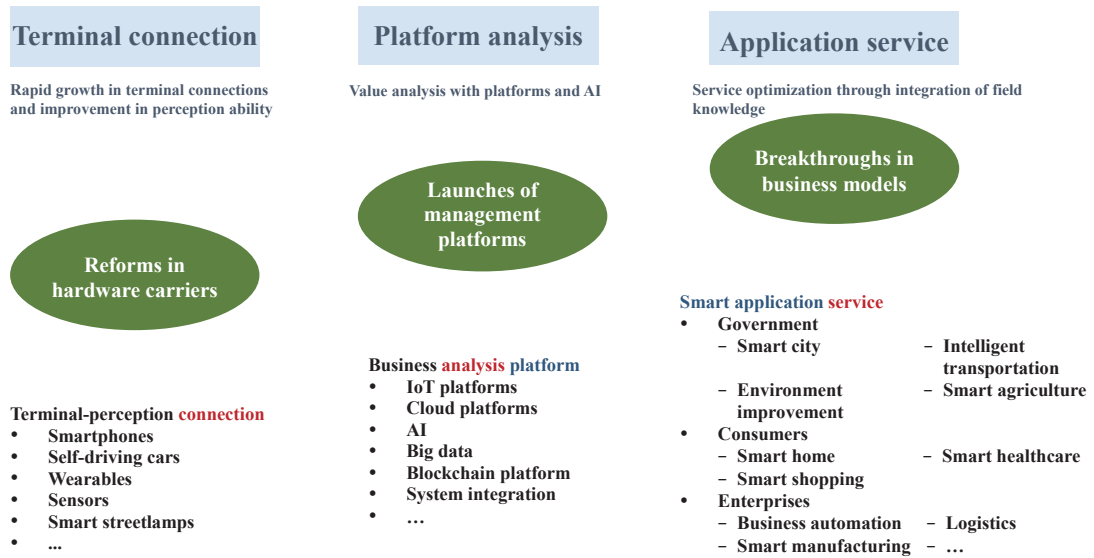 Terminal connection
Rapid growth in terminal connections
and improvement in perception ability
Reforms in
hardware carriers
Terminal-perception connection
• Smartphones
• Self-driving cars
• Wearables
• Sensors
• Smart streetlamps
• ...
Platform analysis
Value analysis with platforms and AI
Launches of
management
platforms
Business analysis platform
• IoT platforms
• Cloud platforms
• AI
• Big data
• Blockchain platform
• System integration
• …
Application service
Service optimization through integration of field
knowledge
Breakthroughs in
business models
Smart application service
• Government
– Smart city – Intelligent
transportation
– Environment – Smart agriculture
improvement
• Consumers
– Smart home – Smart healthcare
– Smart shopping
• Enterprises
– Business automation – Logistics
– Smart manufacturing – …